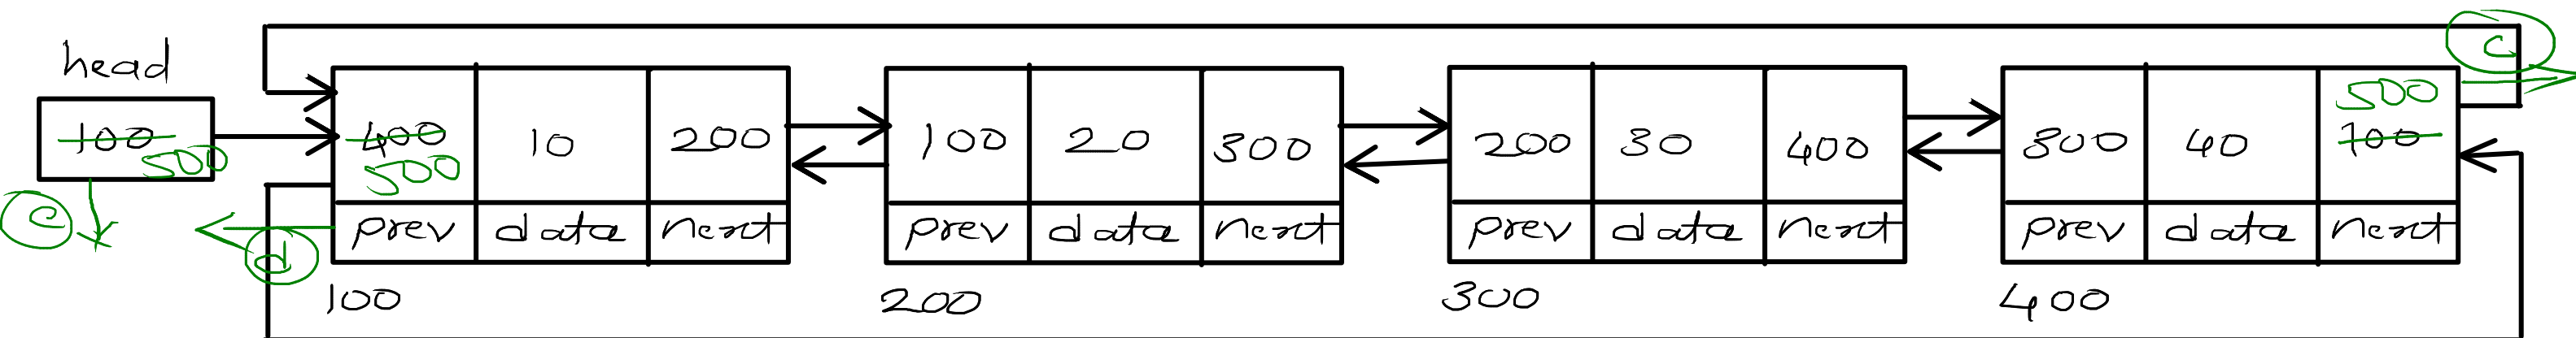 head
100 500
e
400 500 10 200
prev data next
100
d
100 20 300
prev data next
200
200 30 400
prev data next
300
300 40 500 100
prev data next
400
c